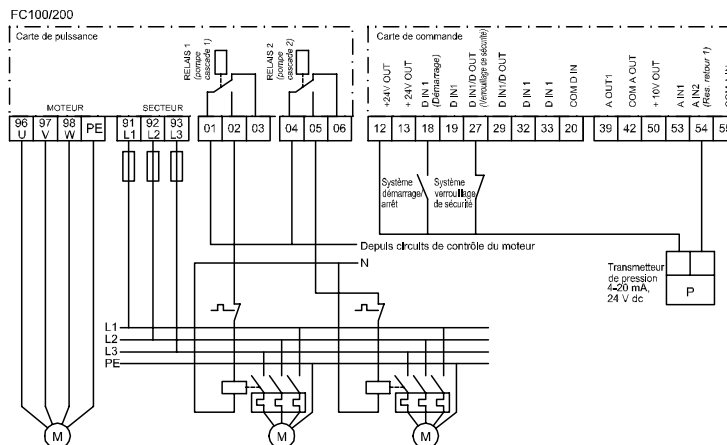 FC100/200
Carte de puissance
Carte de commande
RELAIS 1
(pompe
cascade 1)
RELAIS 2
(pompe
cascade 2)
+24V OUT
+ 24V OUT
D IN 1
(Démarrage)
D IN1
D IN1/D OUT
(Verrouillage de sécurité)
D IN1/D OUT
D IN 1
D IN 1
COM D IN
A OUT1
COM A OUT
+ 10V OUT
A IN1
A IN2
(Res. retour 1)
COM A IN
MOTEUR
SECTEUR
96 97 98 PE 91 92 93 01 02 03 04 05 06 12 13 18 19 27 29 32 33 20 39 42 50 53 54 55
U V W L1 L2 L3
Système
démarrage/
arrêt
Système
verrouillage
de sécurité
Depuis circuits de contrôle du moteur
N
Transmetteur
de pression
4-20 mA,
24 V dc
P
L1
L2
L3
PE
M M M